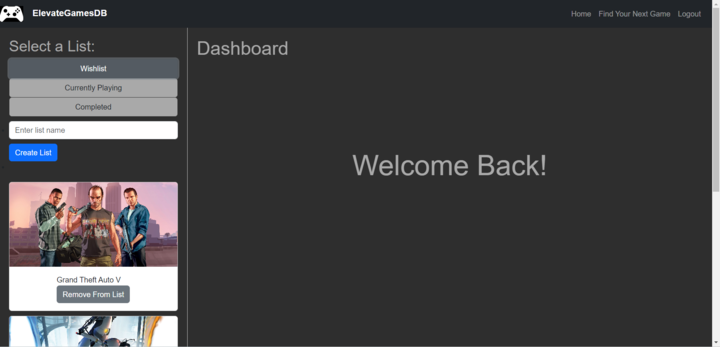 ElevateGamesDB
Home Find Your Next Game Logout
Select a List:
Wishlist
Currently Playing
Completed
Enter list name
Create List
Grand Theft Auto V
Remove From List
Dashboard
Welcome Back!